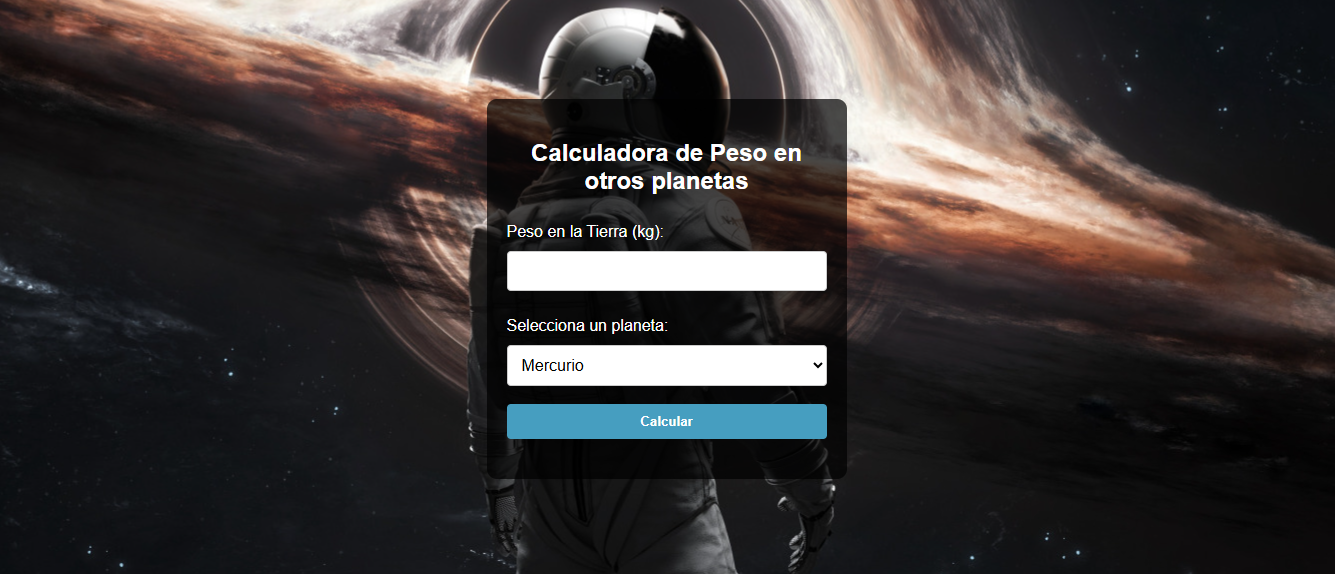 Calculadora de Peso en
otros planetas
Peso en la Tierra (kg):
Selecciona un planeta:
Mercurio
Calcular